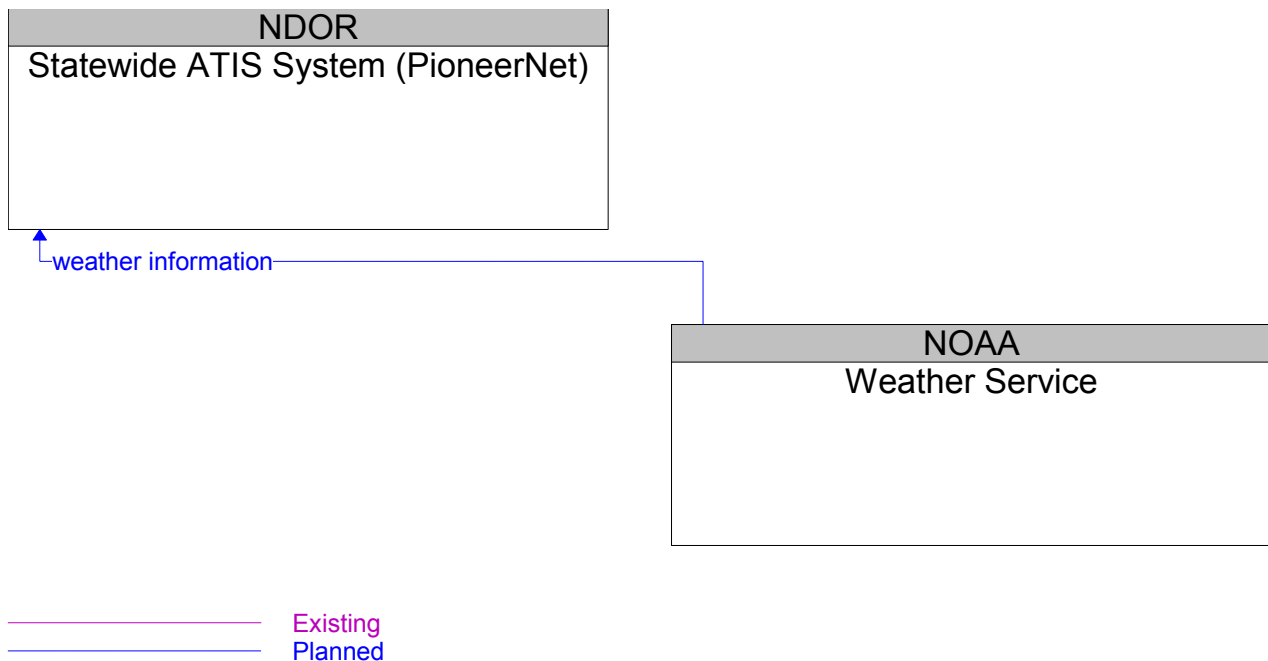 NDOR
Statewide ATIS System (PioneerNet)
weather information
NOAA
Weather Service
Existing
Planned